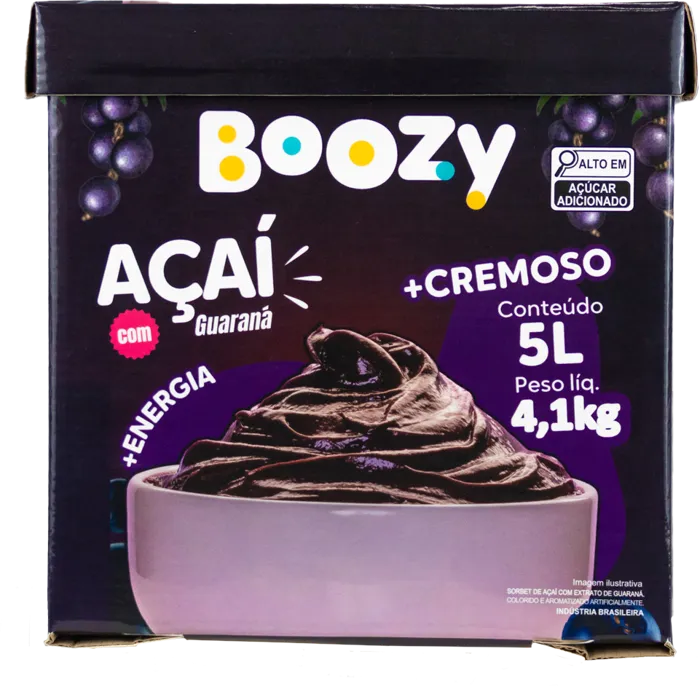 BOOZY
ALTO EM
AÇÚCAR
ADICIONADO
AÇAÍ
com Guaraná
+CREMOSO
Conteúdo
5L
Peso líq.
4,1kg
+ENERGIA
Imagem ilustrativa
SORBET DE AÇAÍ COM EXTRATO DE GUARANÁ.
COLORIDO E AROMATIZADO ARTIFICIALMENTE.
INDÚSTRIA BRASILEIRA